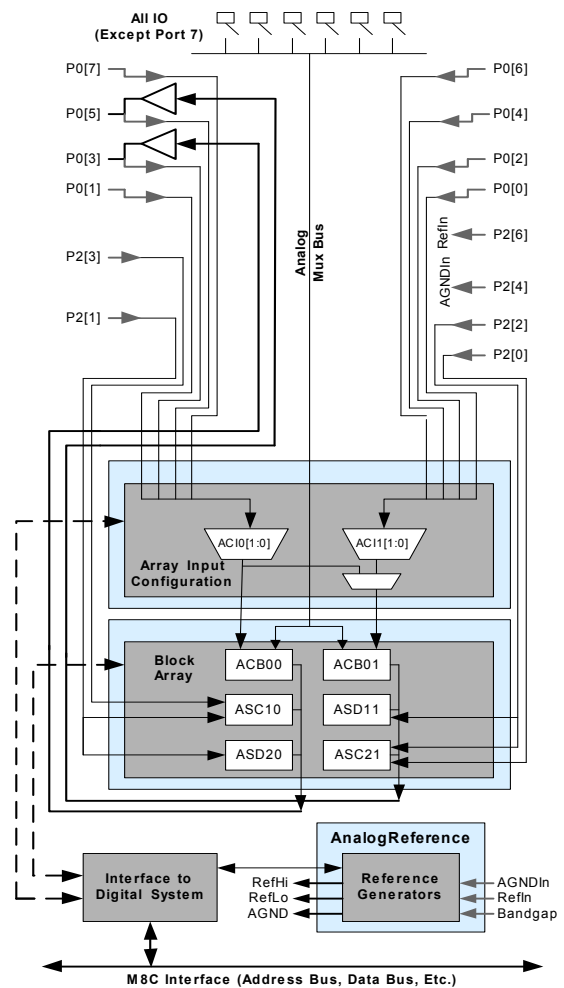 All IO
(Except Port 7)
P0[7]
P0[6]
P0[5]
P0[4]
P0[3]
P0[2]
P0[1]
P0[0]
Analog
Mux Bus
RefIn
P2[6]
P2[3]
AGNDIn
P2[4]
P2[1]
P2[2]
P2[0]
ACI0[1:0]
ACI1[1:0]
Array Input
Configuration
Block
Array
ACB00
ACB01
ASC10
ASD11
ASD20
ASC21
AnalogReference
Interface to
Digital System
RefHi
RefLo
AGND
Reference
Generators
AGNDIn
RefIn
Bandgap
M8C Interface (Address Bus, Data Bus, Etc.)